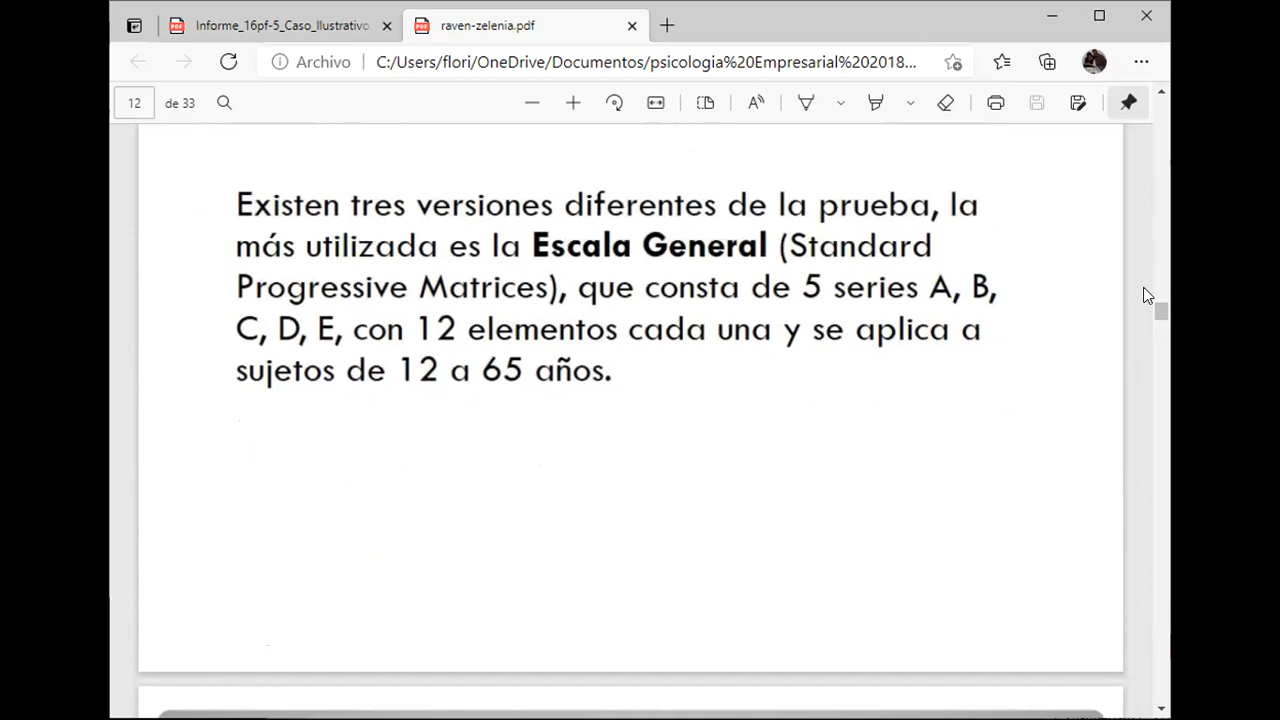 Informe_16pf-5_Caso_Ilustrativo.
raven-zelenia.pdf
Archivo
C:/Users/flori/OneDrive/Documentos/psicologia%20Empresarial%202018...
12
de 33
Existen tres versiones diferentes de la prueba, la
más utilizada es la Escala General (Standard
Progressive Matrices), que consta de 5 series A, B,
C, D, E, con 12 elementos cada una y se aplica a
sujetos de 12 a 65 años.